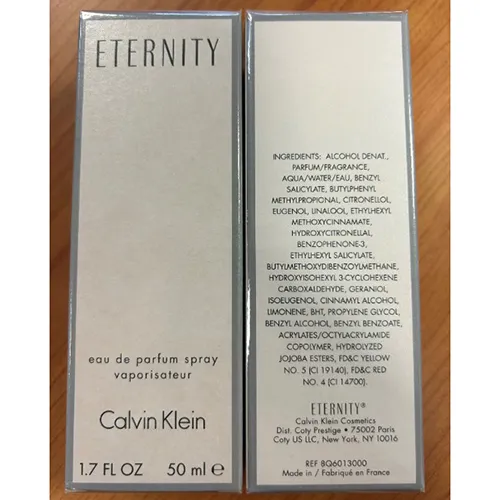 ETERNITY
eau de parfum spray
vaporisateur
Calvin Klein
1.7 FL OZ 50 ml ℮
INGREDIENTS: ALCOHOL DENAT.,
PARFUM/FRAGRANCE,
AQUA/WATER/EAU, BENZYL
SALICYLATE, BUTYLPHENYL
METHYLPROPIONAL, CITRONELLOL,
EUGENOL, LINALOOL, ETHYLHEXYL
METHOXYCINNAMATE,
HYDROXYCITRONELLAL,
BENZOPHENONE-3,
ETHYLHEXYL SALICYLATE,
BUTYLMETHOXYDIBENZOYLMETHANE,
HYDROXYISOHEXYL 3-CYCLOHEXENE
CARBOXALDEHYDE, GERANIOL,
ISOEUGENOL, CINNAMYL ALCOHOL,
LIMONENE, BHT, PROPYLENE GLYCOL,
BENZYL ALCOHOL, BENZYL BENZOATE,
ACRYLATES/OCTYLACRYLAMIDE
COPOLYMER, HYDROLYZED
JOJOBA ESTERS, FD&C YELLOW
NO. 5 (CI 19140), FD&C RED
NO. 4 (CI 14700).
ETERNITY®
Calvin Klein Cosmetics
Dist. Coty Prestige • 75002 Paris
Coty US LLC, New York, NY 10016
REF BQ6013000
Made in / Fabriqué en France